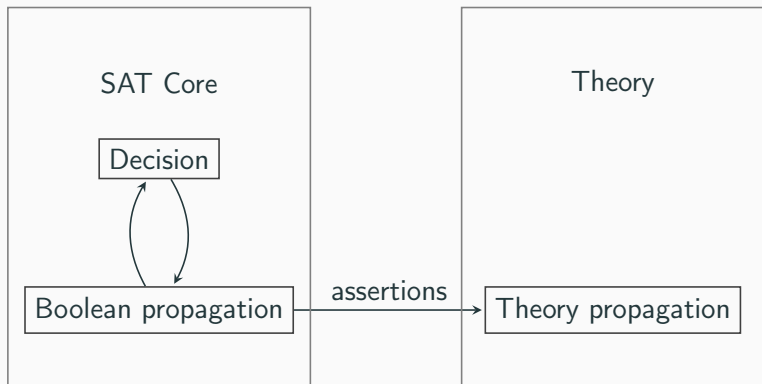 SAT Core
Theory
Decision
assertions
Boolean propagation
Theory propagation